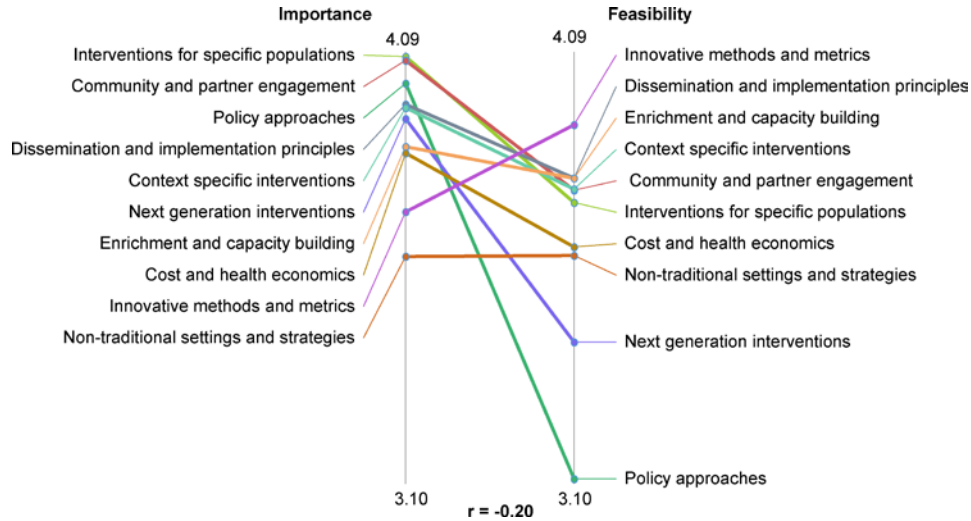 Importance
Feasibility
4.09
4.09
Interventions for specific populations
Community and partner engagement
Policy approaches
Dissemination and implementation principles
Context specific interventions
Next generation interventions
Enrichment and capacity building
Cost and health economics
Innovative methods and metrics
Non-traditional settings and strategies
Innovative methods and metrics
Dissemination and implementation principles
Enrichment and capacity building
Context specific interventions
Community and partner engagement
Interventions for specific populations
Cost and health economics
Non-traditional settings and strategies
Next generation interventions
Policy approaches
3.10
3.10
r = -0.20